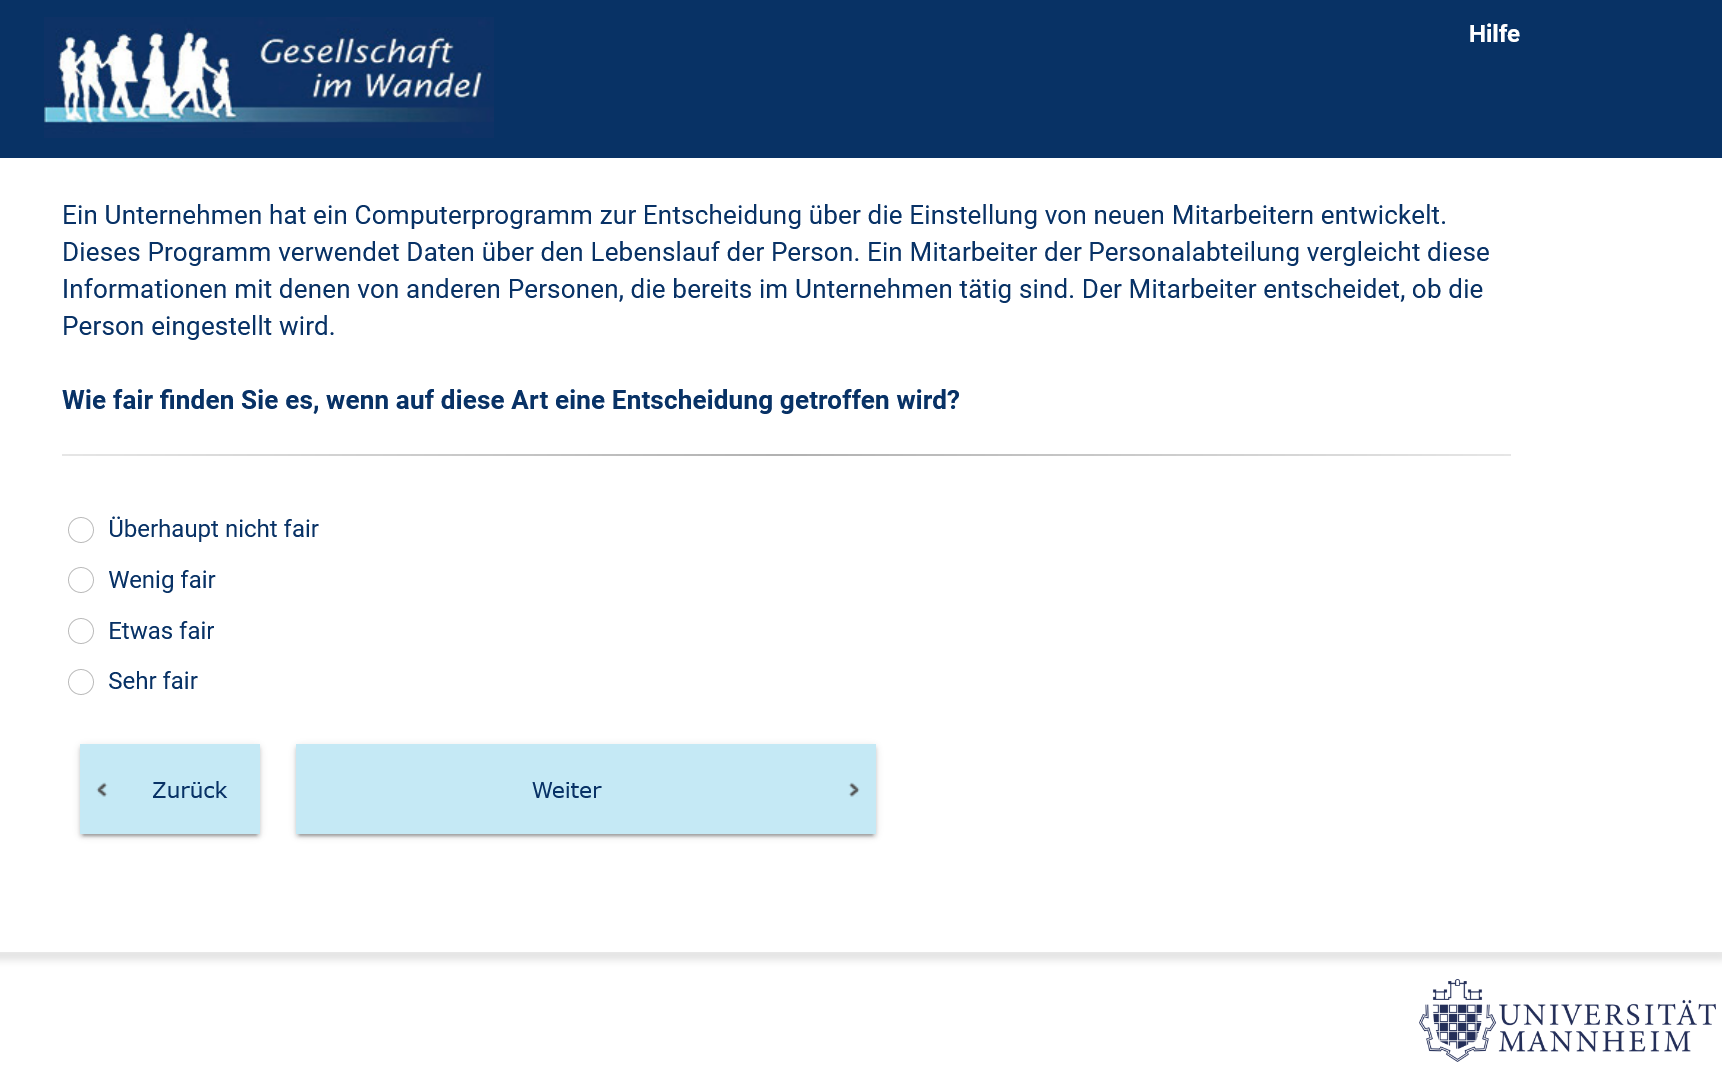 Gesellschaft
im Wandel
Hilfe
Ein Unternehmen hat ein Computerprogramm zur Entscheidung über die Einstellung von neuen Mitarbeitern entwickelt.
Dieses Programm verwendet Daten über den Lebenslauf der Person. Ein Mitarbeiter der Personalabteilung vergleicht diese
Informationen mit denen von anderen Personen, die bereits im Unternehmen tätig sind. Der Mitarbeiter entscheidet, ob die
Person eingestellt wird.
Wie fair finden Sie es, wenn auf diese Art eine Entscheidung getroffen wird?
Überhaupt nicht fair
Wenig fair
Etwas fair
Sehr fair
Zurück
Weiter
UNIVERSITÄT
MANNHEIM